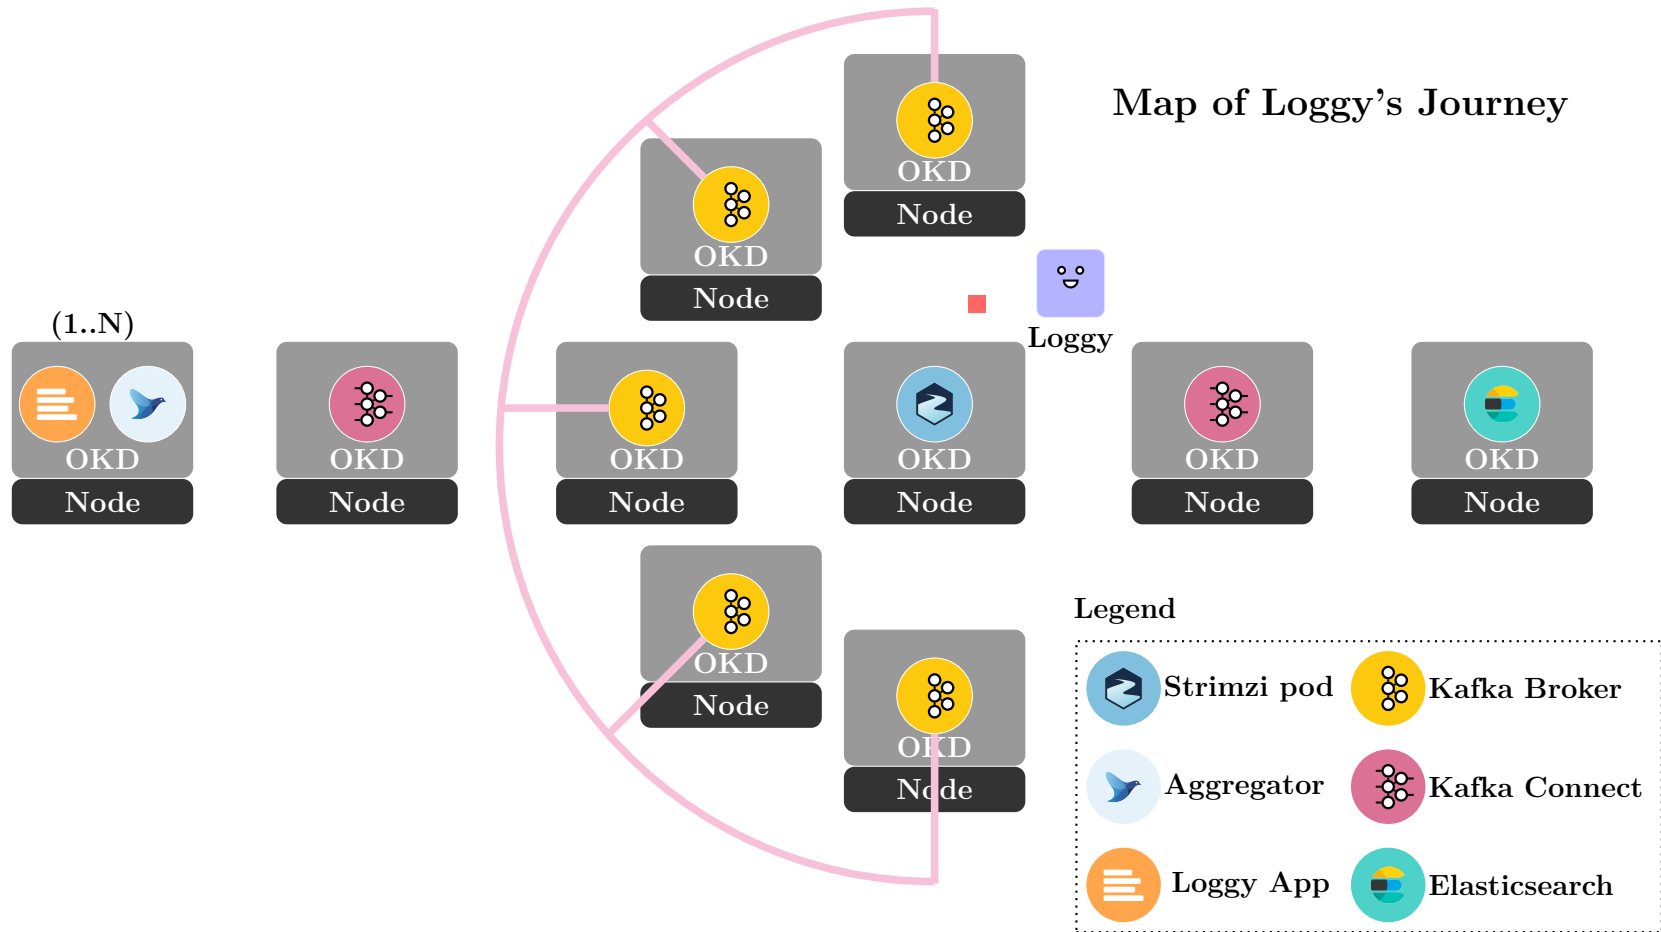 Map of Loggy's Journey
OKD
Node
OKD
Node
Loggy
(1..N)
OKD
Node
OKD
Node
OKD
Node
OKD
Node
OKD
Node
OKD
Node
OKD
Node
OKD
Node
Legend
Strimzi pod
Kafka Broker
Aggregator
Kafka Connect
Loggy App
Elasticsearch